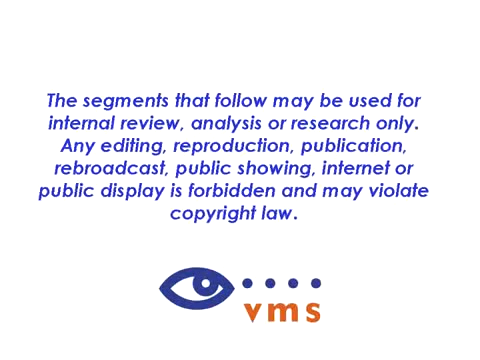 The segments that follow may be used for
internal review, analysis or research only.
Any editing, reproduction, publication,
rebroadcast, public showing, internet or
public display is forbidden and may violate
copyright law.
vms